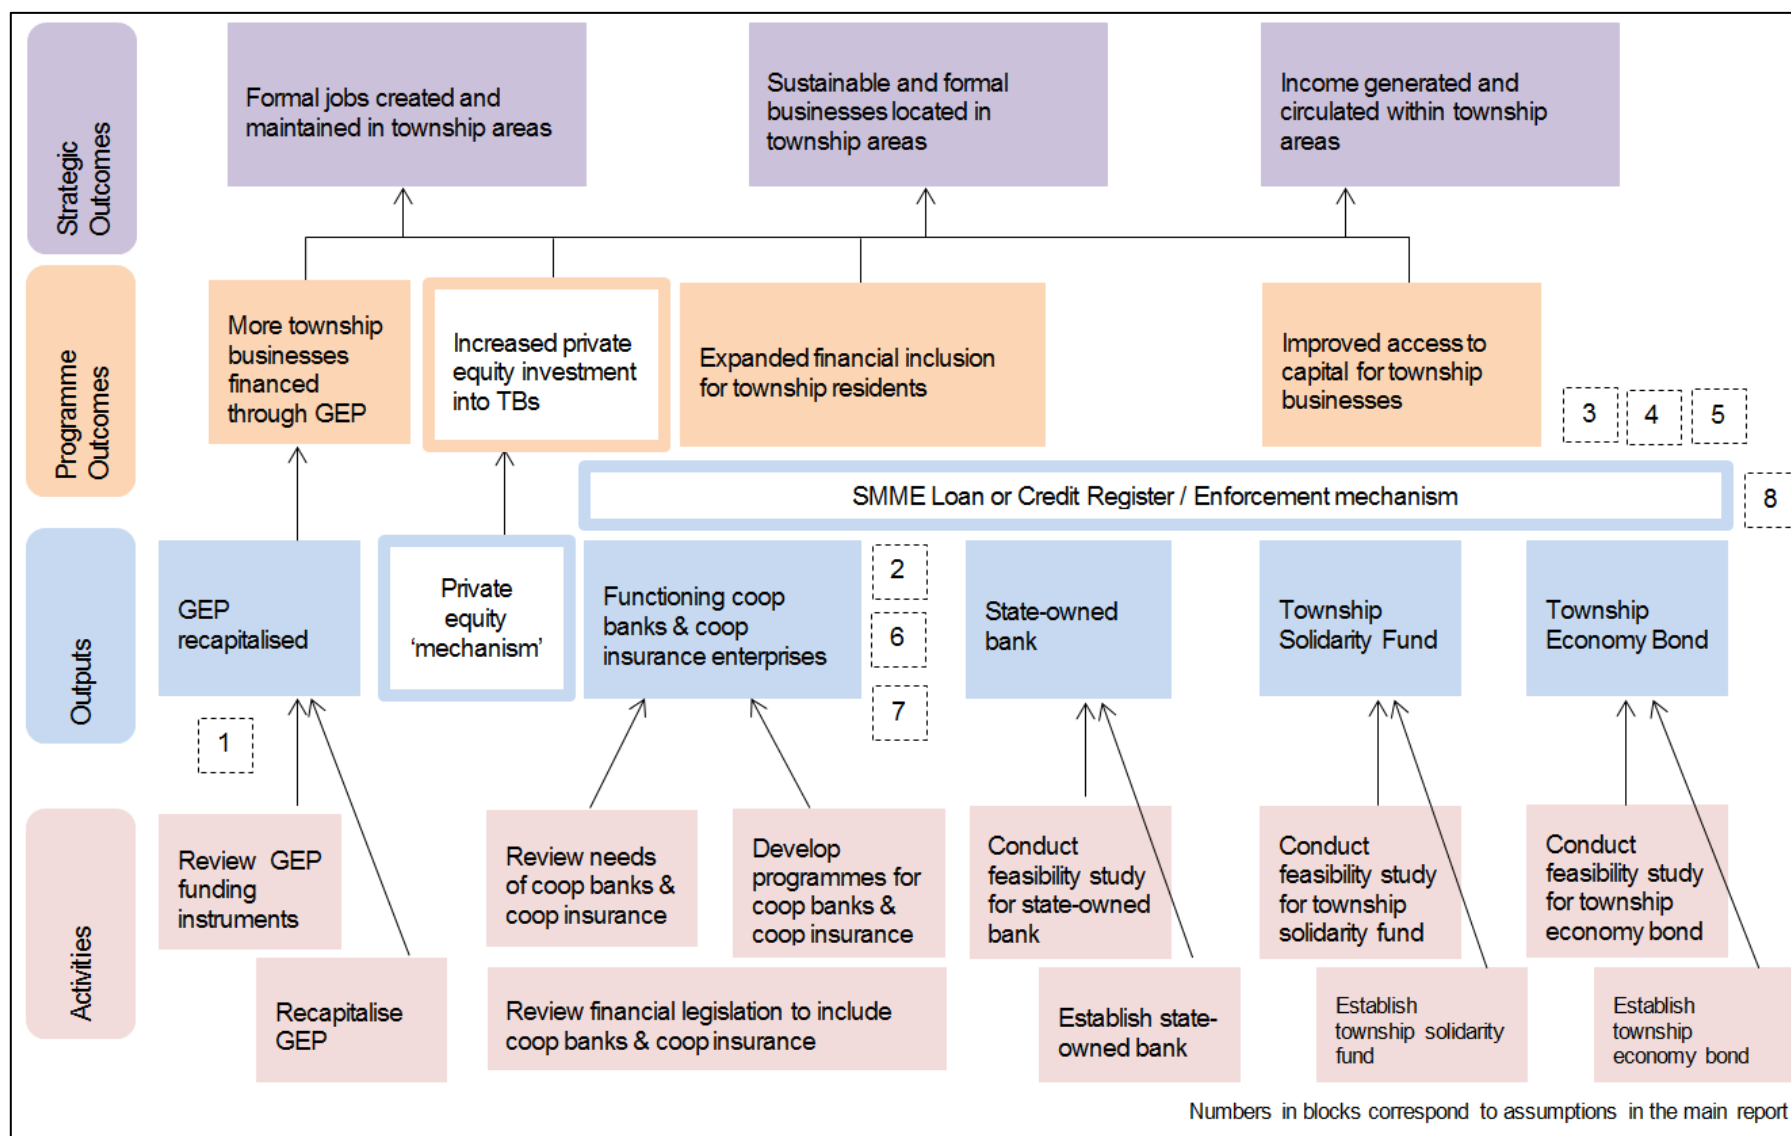 Strategic
Outcomes
Formal jobs created and
maintained in township areas
Sustainable and formal
businesses located in
township areas
Income generated and
circulated within township
areas
Programme
Outcomes
More township
businesses
financed
through GEP
Increased private
equity investment
into TBs
Expanded financial inclusion
for township residents
Improved access to
capital for township
businesses
3
4
5
SMME Loan or Credit Register / Enforcement mechanism
8
Outputs
GEP
recapitalised
Private
equity
‘mechanism’
Functioning coop
banks & coop
insurance enterprises
2
6
7
State-owned
bank
Township
Solidarity Fund
Township
Economy Bond
1
Activities
Review GEP
funding
instruments
Recapitalise
GEP
Review needs
of coop banks &
coop insurance
Develop
programmes for
coop banks &
coop insurance
Review financial legislation to include
coop banks & coop insurance
Conduct
feasibility study
for state-owned
bank
Establish state-
owned bank
Conduct
feasibility study
for township
solidarity fund
Establish
township solidarity
fund
Conduct
feasibility study
for township
economy bond
Establish
township
economy bond
Numbers in blocks correspond to assumptions in the main report